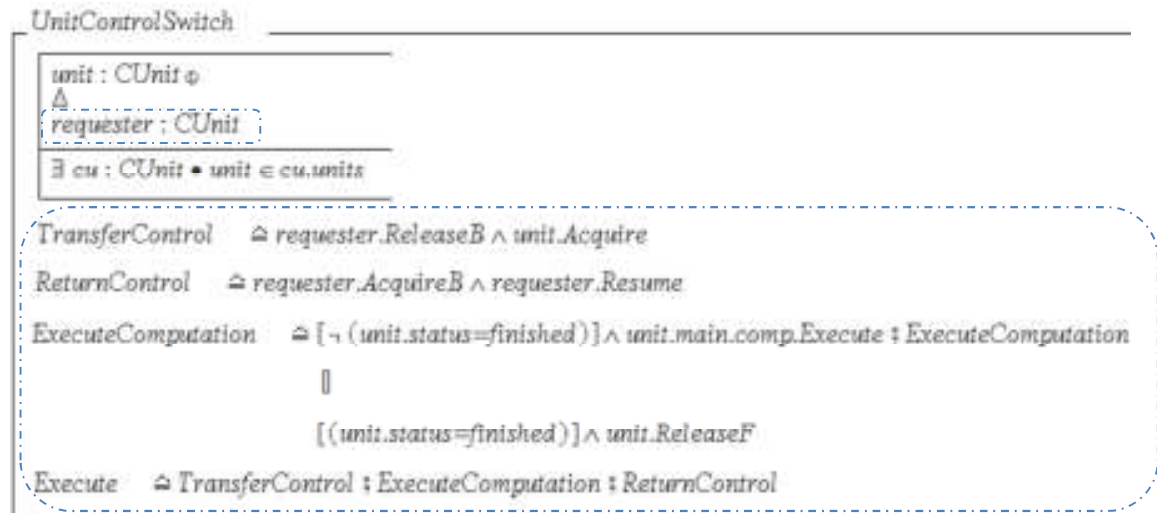 UnitControlSwitch
unit : CUnit ⊕
Δ
requester : CUnit
∃ cu : CUnit • unit ∈ cu.units
TransferControl ≙ requester.ReleaseB ∧ unit.Acquire
ReturnControl ≙ requester.AcquireB ∧ requester.Resume
ExecuteComputation ≙ [¬ (unit.status=finished)] ∧ unit.main.comp.Execute ⨾ ExecuteComputation
[]
[(unit.status=finished)] ∧ unit.ReleaseF
Execute ≙ TransferControl ⨾ ExecuteComputation ⨾ ReturnControl